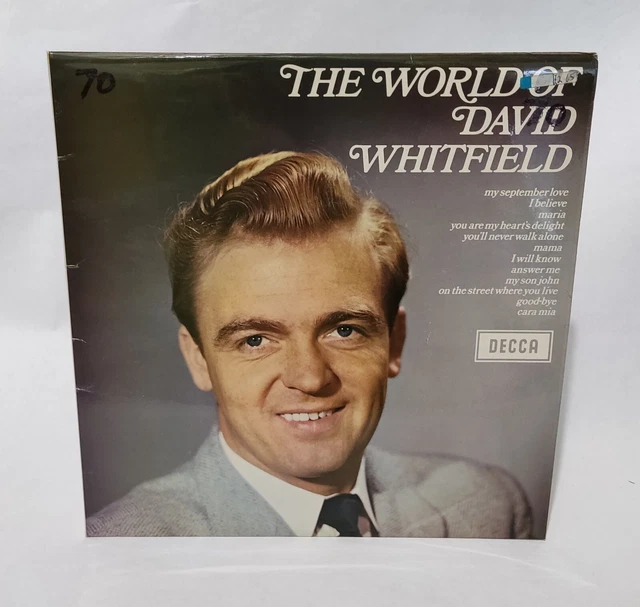 70
THE WORLD OF
DAVID
WHITFIELD
my september love
I believe
maria
you are my heart's delight
you'll never walk alone
mama
I will know
answer me
my son john
on the street where you live
good-bye
cara mia
DECCA